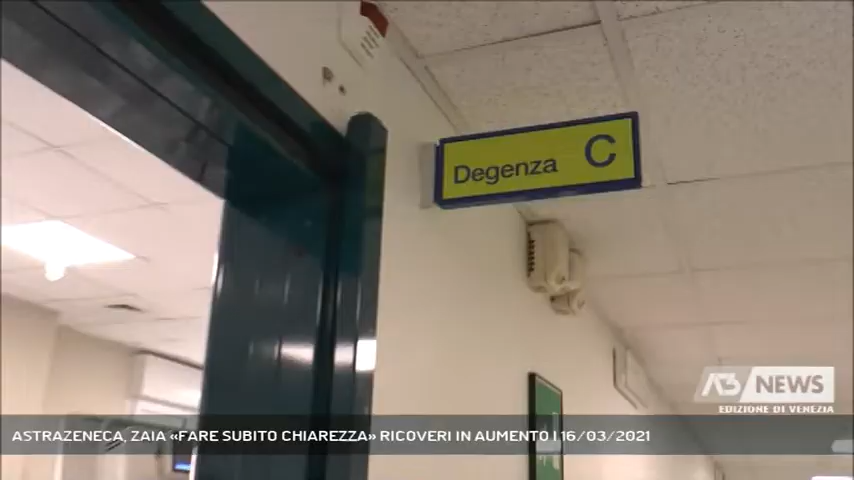 Degenza C
A3 NEWS
EDIZIONE DI VENEZIA
ASTRAZENECA, ZAIA «FARE SUBITO CHIAREZZA» RICOVERI IN AUMENTO | 16/03/2021